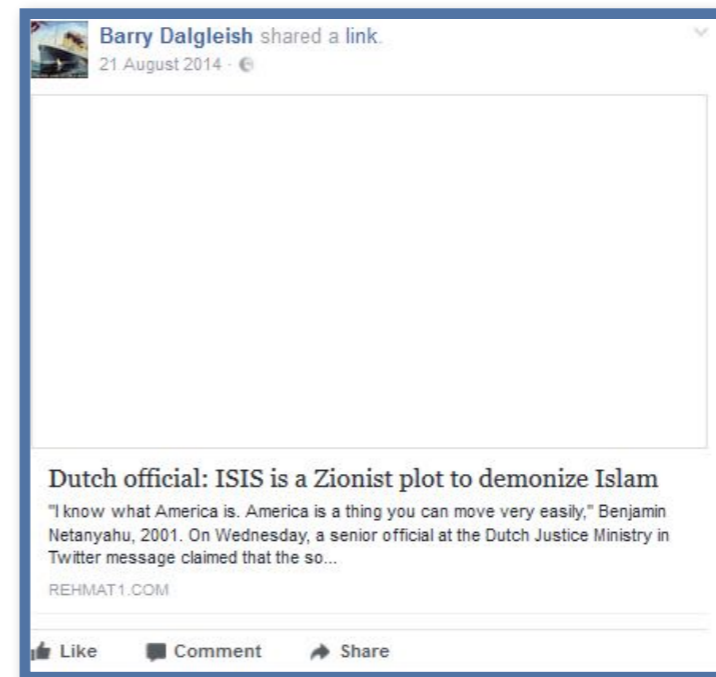 Barry Dalgleish shared a link.
21 August 2014 ·
Dutch official: ISIS is a Zionist plot to demonize Islam
"I know what America is. America is a thing you can move very easily," Benjamin
Netanyahu, 2001. On Wednesday, a senior official at the Dutch Justice Ministry in
Twitter message claimed that the so...
REHMAT1.COM
Like Comment Share